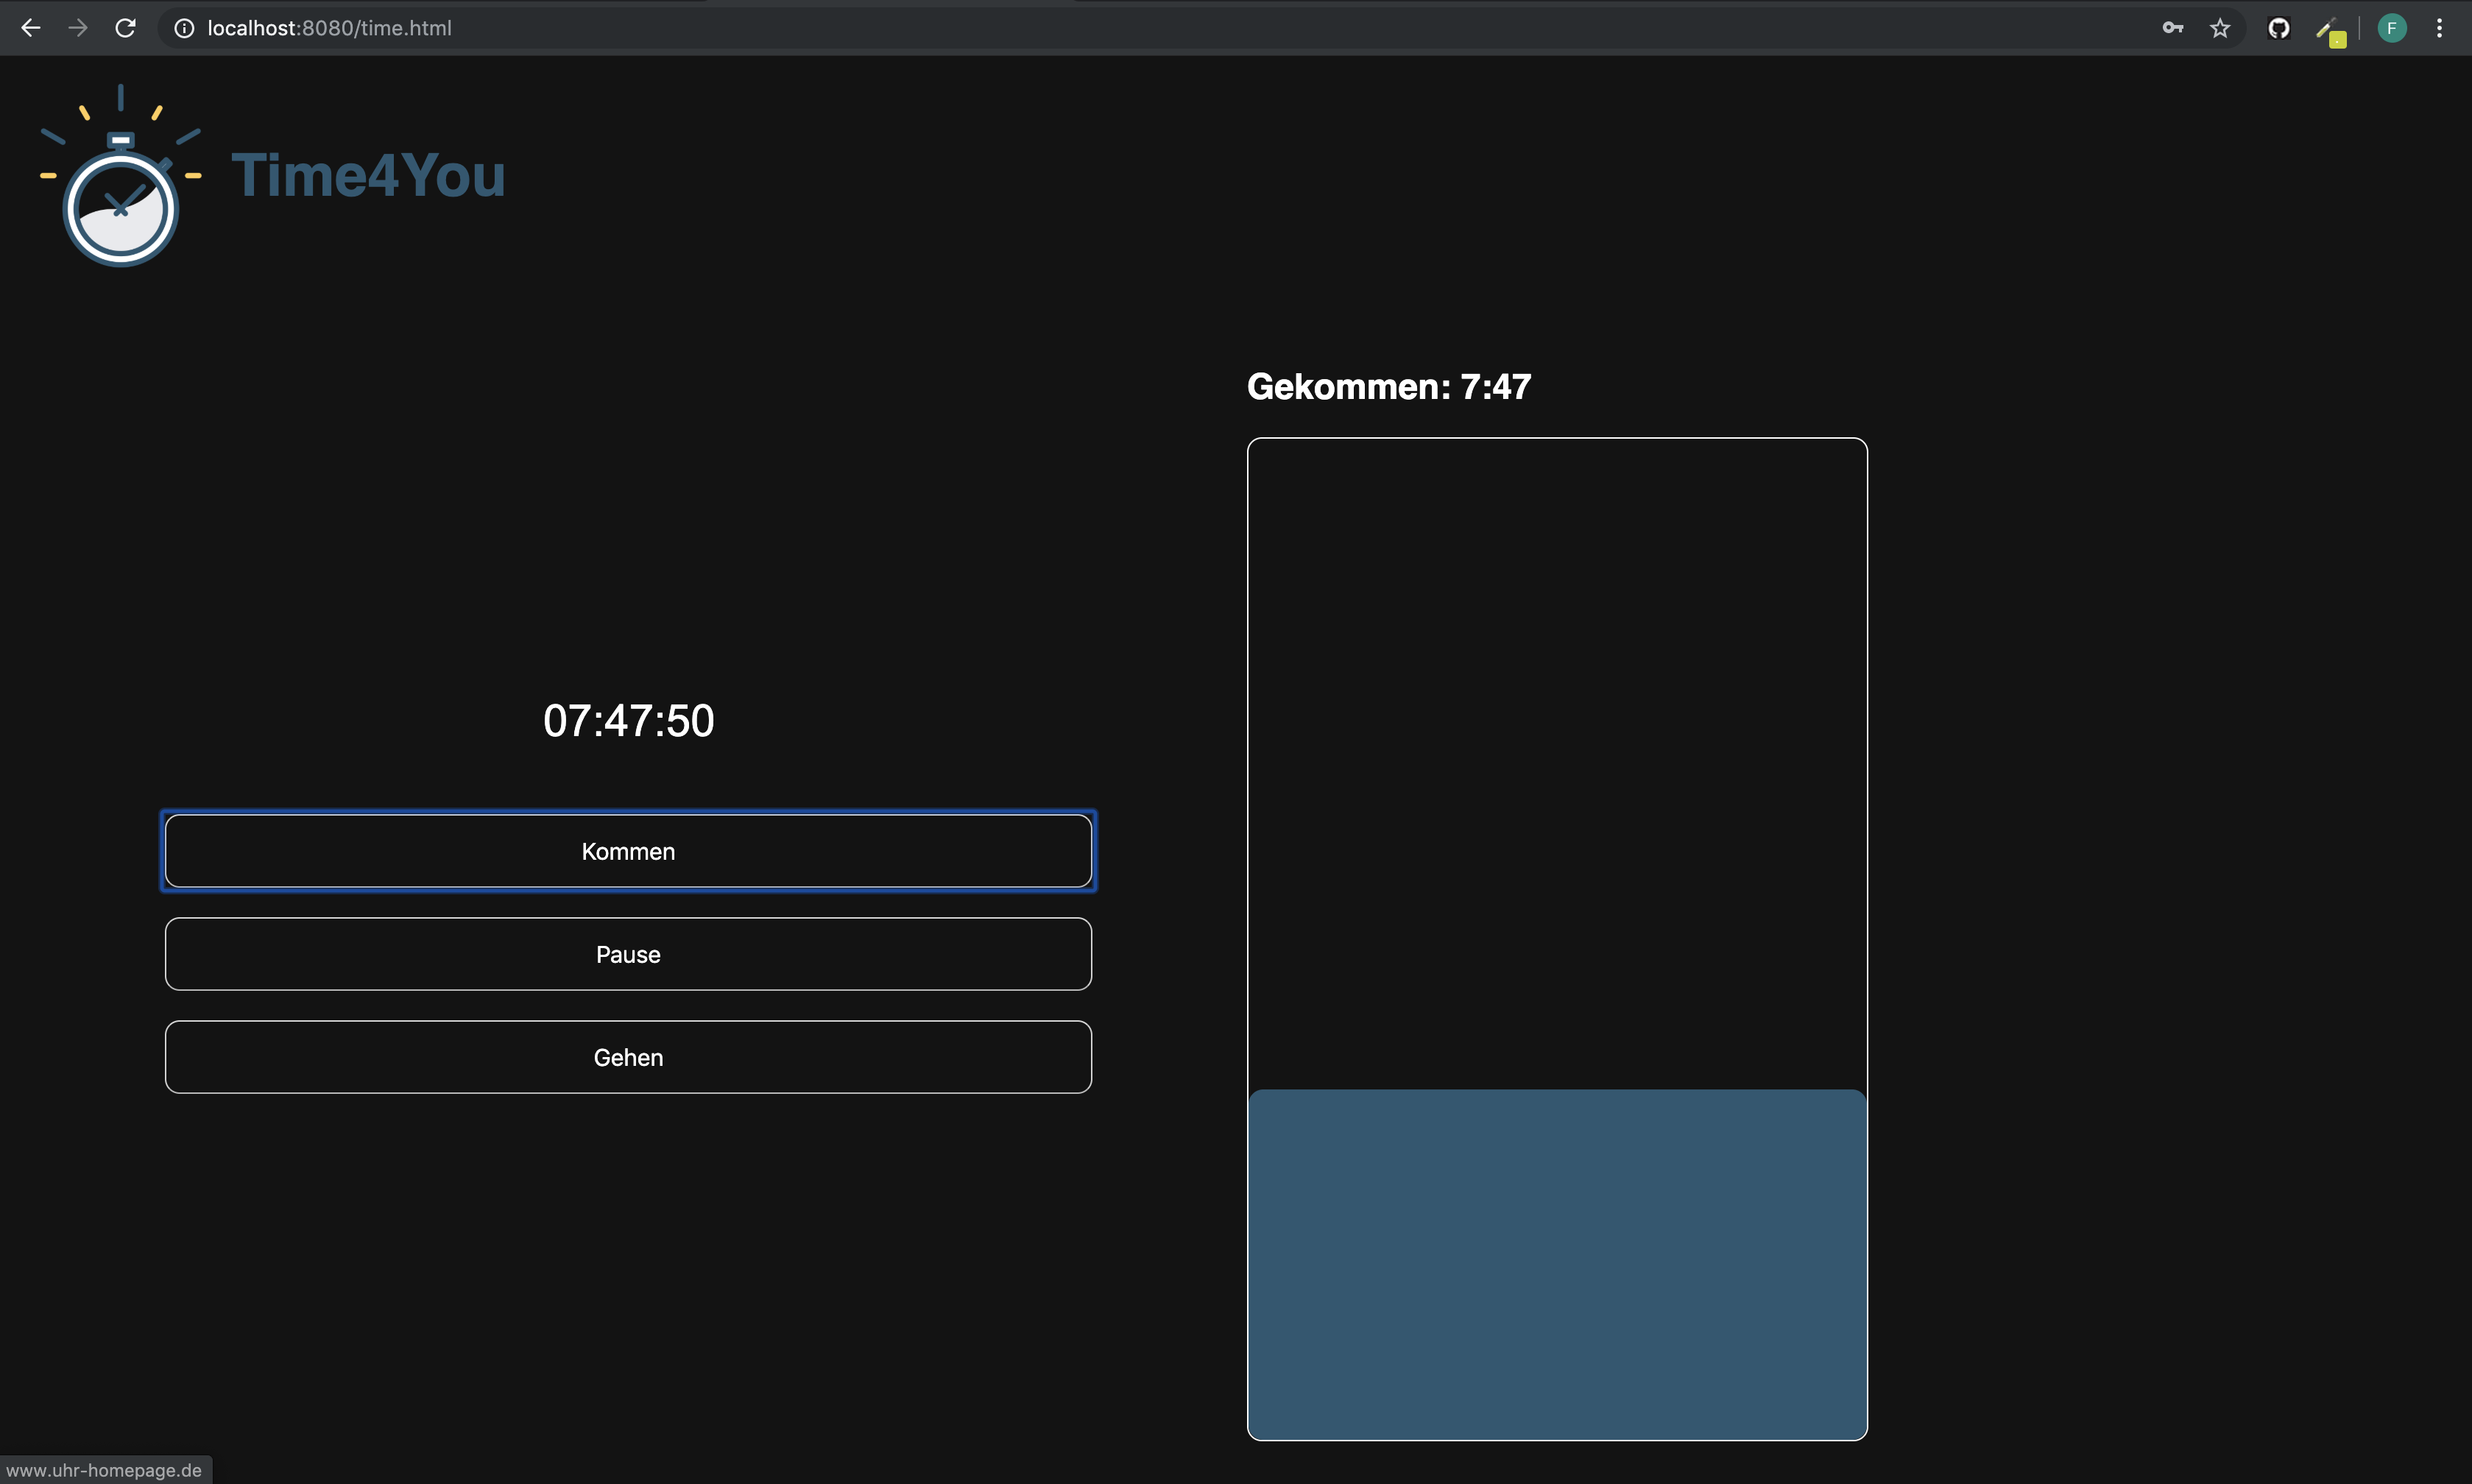 localhost:8080/time.html
F
Time4You
Gekommen: 7:47
07:47:50
Kommen
Pause
Gehen
www.uhr-homepage.de